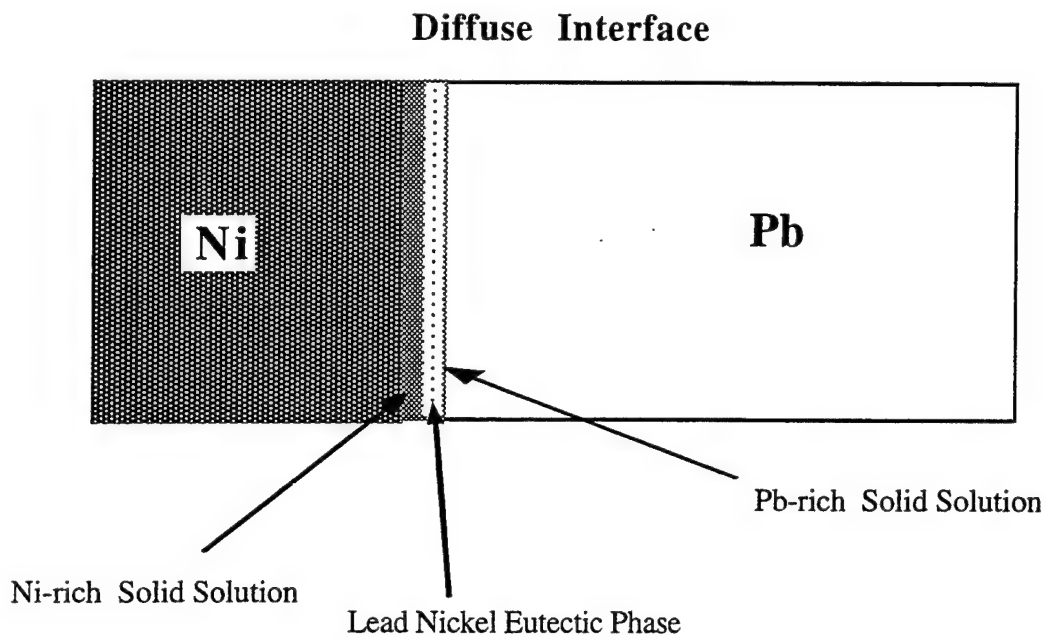 Diffuse Interface
Ni
Pb
Pb-rich Solid Solution
Ni-rich Solid Solution
Lead Nickel Eutectic Phase